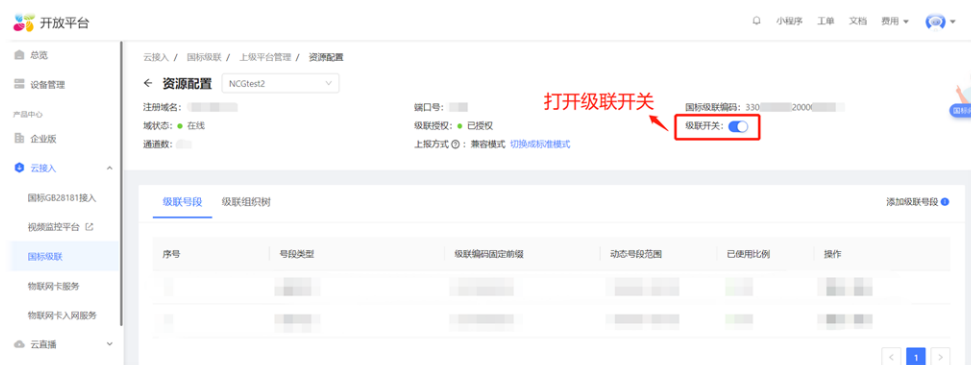 开放平台
小程序 工单 文档 费用
总览
设备管理
产品中心
企业版
云接入
国标GB28181接入
视频监控平台
国标级联
物联网卡服务
物联网卡入网服务
云直播
云接入 / 国标级联 / 上级平台管理 / 资源配置
← 资源配置 NCGtest2
打开级联开关
注册域名: 端口号: 国标级联编码: 330 20000
域状态: 在线 级联授权: 已授权 级联开关:
通道数: 上报方式 ? : 兼容模式 切换成标准模式
级联号段 级联组织树 添加级联号段
序号 号段类型 级联编码固定前缀 动态号段范围 已使用比例 操作
< 1 >